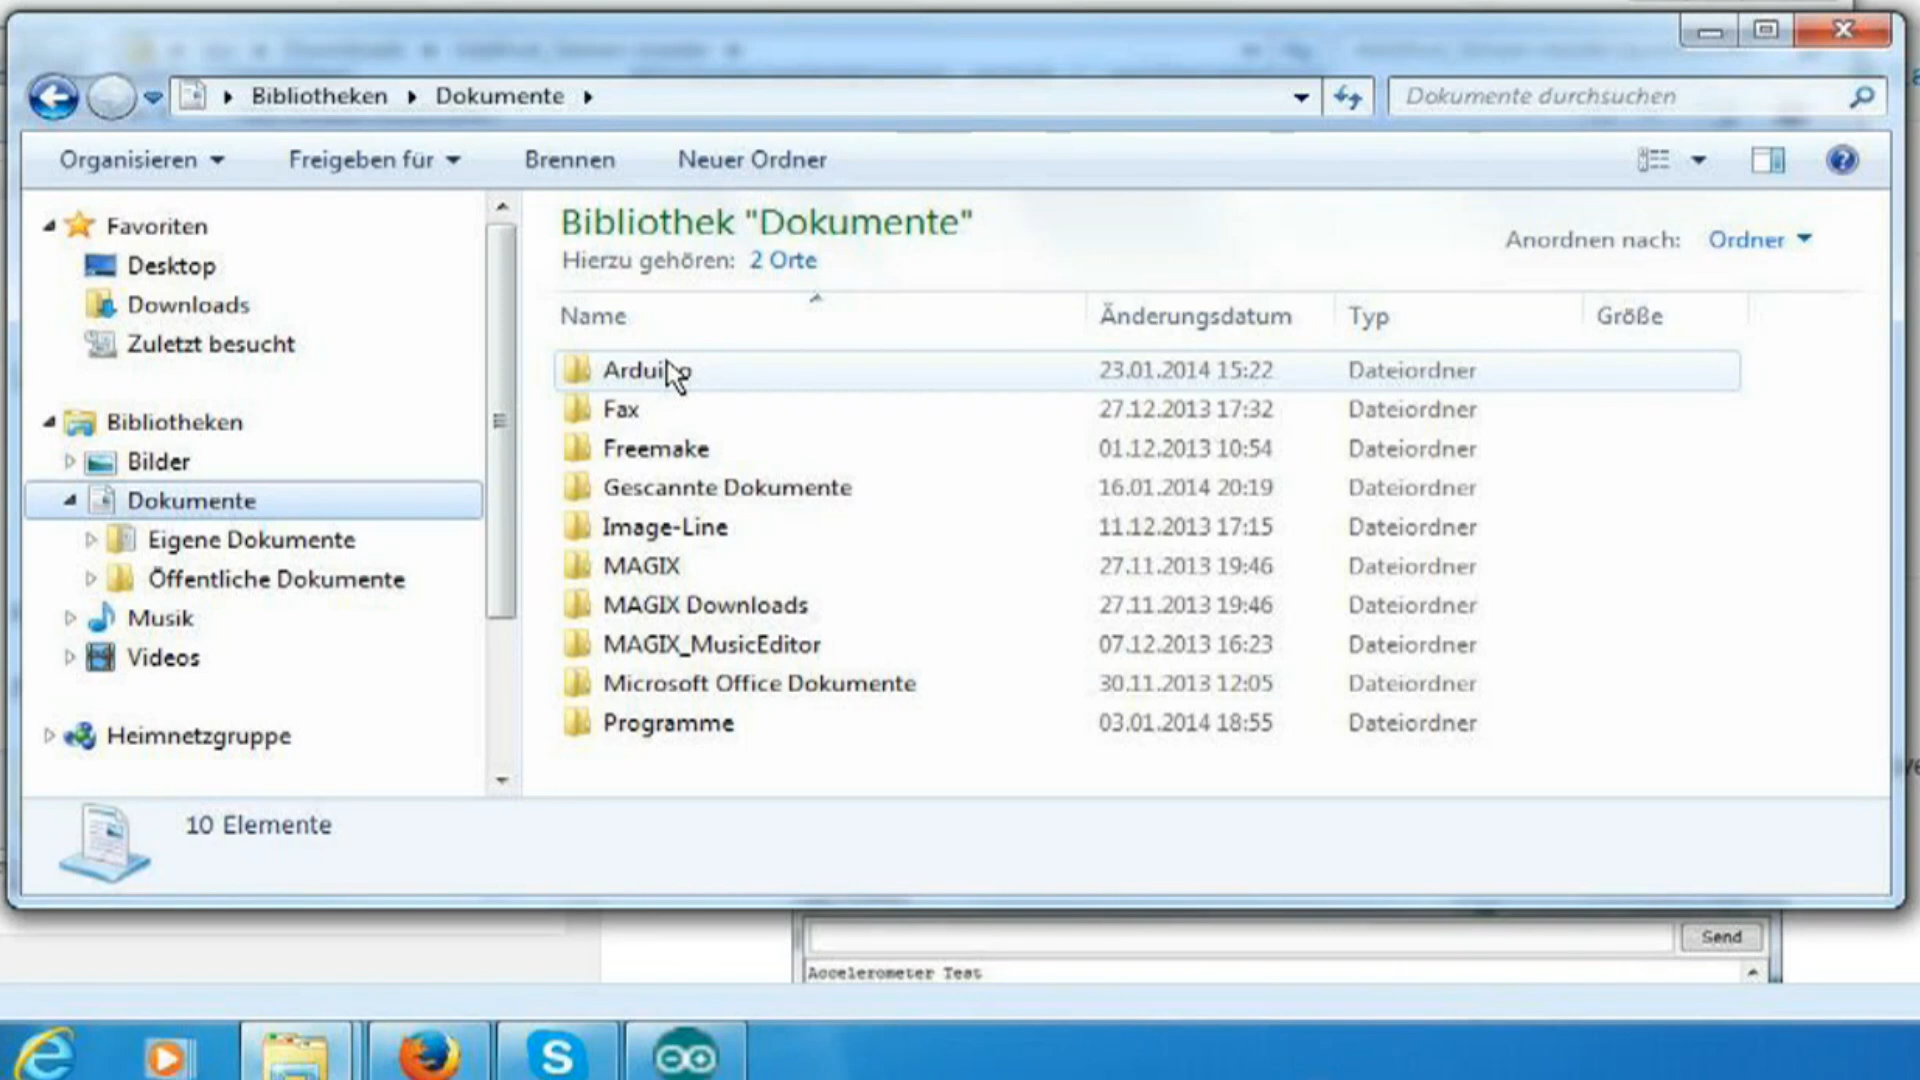 Bibliotheken Dokumente
Dokumente durchsuchen
Organisieren Freigeben für Brennen Neuer Ordner
Favoriten
Desktop
Downloads
Zuletzt besucht
Bibliotheken
Bilder
Dokumente
Eigene Dokumente
Öffentliche Dokumente
Musik
Videos
Heimnetzgruppe
Bibliothek "Dokumente"
Hierzu gehören: 2 Orte
Anordnen nach: Ordner
Name Änderungsdatum Typ Größe
Arduino 23.01.2014 15:22 Dateiordner
Fax 27.12.2013 17:32 Dateiordner
Freemake 01.12.2013 10:54 Dateiordner
Gescannte Dokumente 16.01.2014 20:19 Dateiordner
Image-Line 11.12.2013 17:15 Dateiordner
MAGIX 27.11.2013 19:46 Dateiordner
MAGIX Downloads 27.11.2013 19:46 Dateiordner
MAGIX_MusicEditor 07.12.2013 16:23 Dateiordner
Microsoft Office Dokumente 30.11.2013 12:05 Dateiordner
Programme 03.01.2014 18:55 Dateiordner
10 Elemente
Send
Accelerometer Test